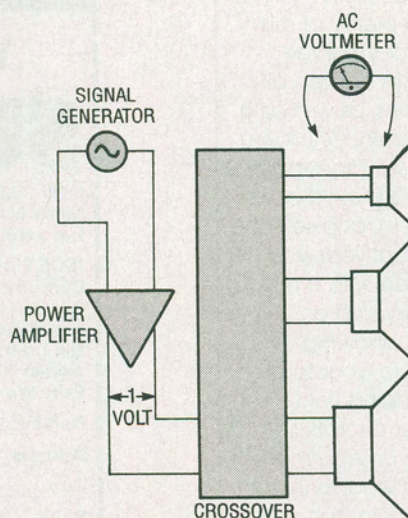 AC
VOLTMETER
SIGNAL
GENERATOR
POWER
AMPLIFIER
1
VOLT
CROSSOVER